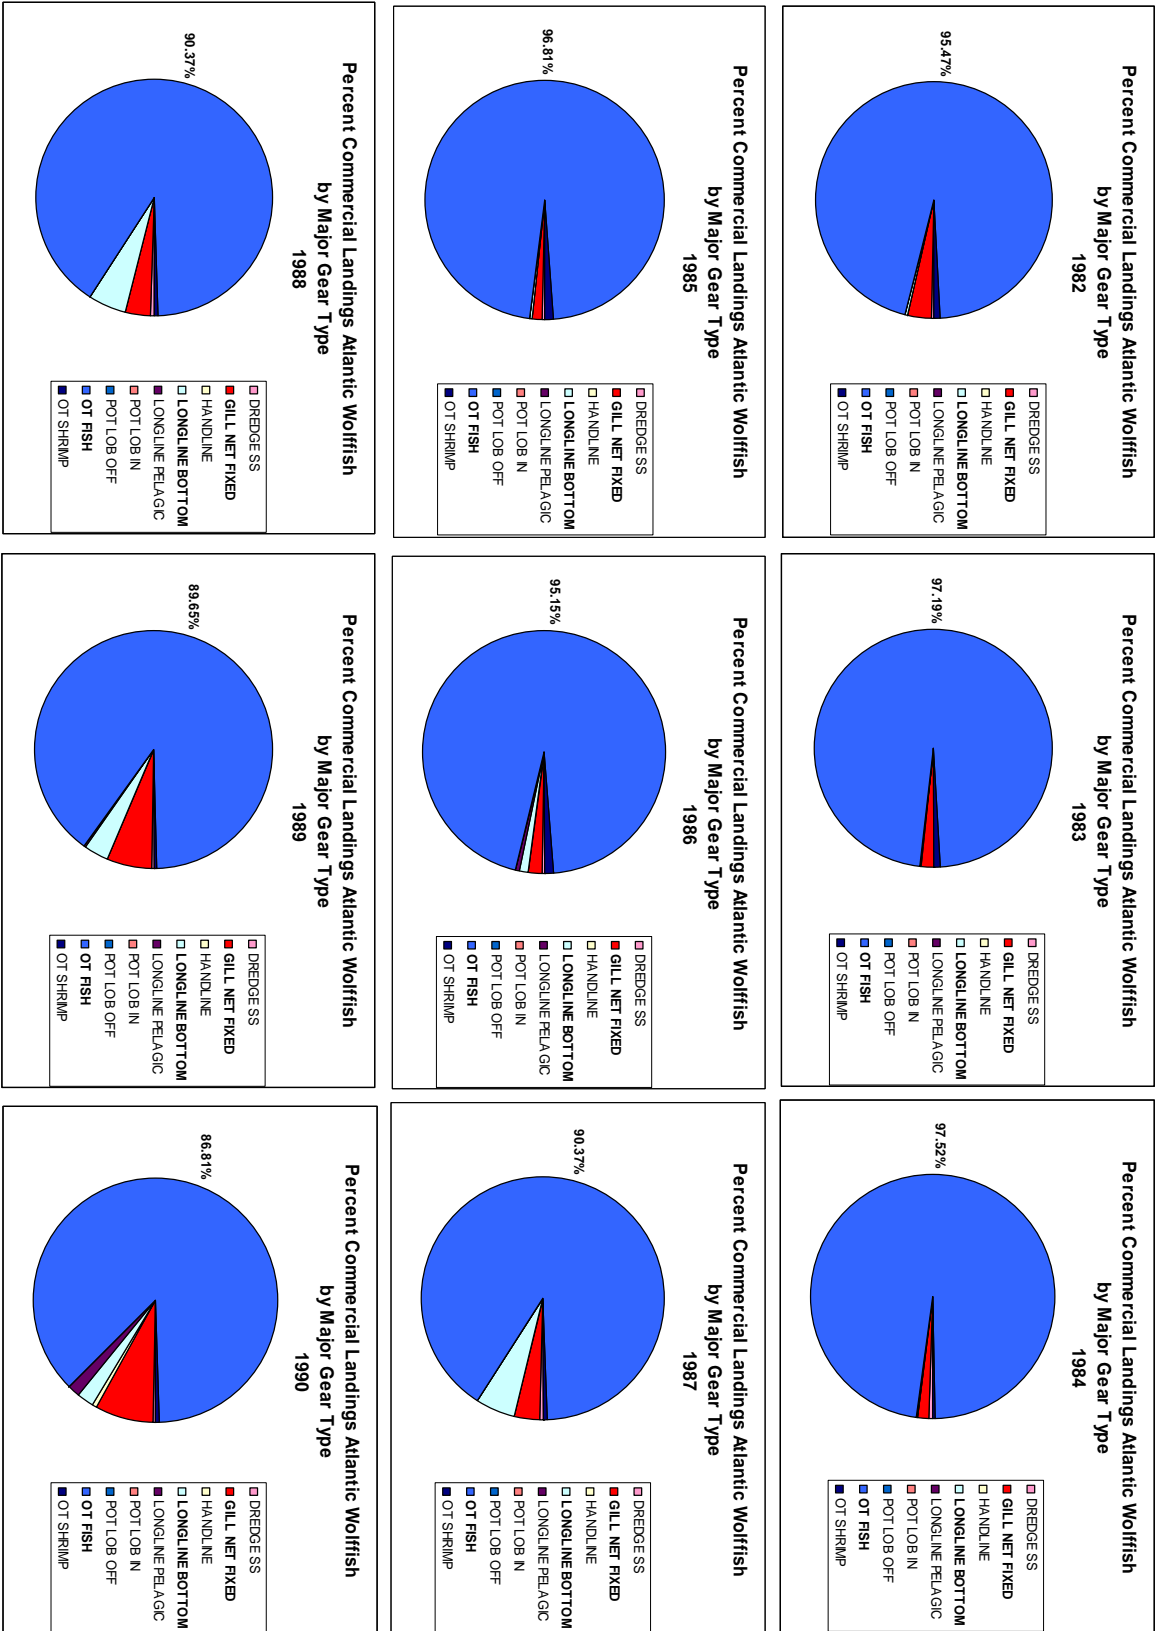 Percent Commercial Landings Atlantic Wolffish
by Major Gear Type
1982
95.47%
DREDGE SS
GILL NET FIXED
HANDLINE
LONGLINE BOTTOM
LONGLINE PELAGIC
POT LOB IN
POT LOB OFF
OT FISH
OT SHRIMP
Percent Commercial Landings Atlantic Wolffish
by Major Gear Type
1983
97.19%
DREDGE SS
GILL NET FIXED
HANDLINE
LONGLINE BOTTOM
LONGLINE PELAGIC
POT LOB IN
POT LOB OFF
OT FISH
OT SHRIMP
Percent Commercial Landings Atlantic Wolffish
by Major Gear Type
1984
97.52%
DREDGE SS
GILL NET FIXED
HANDLINE
LONGLINE BOTTOM
LONGLINE PELAGIC
POT LOB IN
POT LOB OFF
OT FISH
OT SHRIMP
Percent Commercial Landings Atlantic Wolffish
by Major Gear Type
1985
96.81%
DREDGE SS
GILL NET FIXED
HANDLINE
LONGLINE BOTTOM
LONGLINE PELAGIC
POT LOB IN
POT LOB OFF
OT FISH
OT SHRIMP
Percent Commercial Landings Atlantic Wolffish
by Major Gear Type
1986
95.15%
DREDGE SS
GILL NET FIXED
HANDLINE
LONGLINE BOTTOM
LONGLINE PELAGIC
POT LOB IN
POT LOB OFF
OT FISH
OT SHRIMP
Percent Commercial Landings Atlantic Wolffish
by Major Gear Type
1987
90.37%
DREDGE SS
GILL NET FIXED
HANDLINE
LONGLINE BOTTOM
LONGLINE PELAGIC
POT LOB IN
POT LOB OFF
OT FISH
OT SHRIMP
Percent Commercial Landings Atlantic Wolffish
by Major Gear Type
1988
90.37%
DREDGE SS
GILL NET FIXED
HANDLINE
LONGLINE BOTTOM
LONGLINE PELAGIC
POT LOB IN
POT LOB OFF
OT FISH
OT SHRIMP
Percent Commercial Landings Atlantic Wolffish
by Major Gear Type
1989
89.65%
DREDGE SS
GILL NET FIXED
HANDLINE
LONGLINE BOTTOM
LONGLINE PELAGIC
POT LOB IN
POT LOB OFF
OT FISH
OT SHRIMP
Percent Commercial Landings Atlantic Wolffish
by Major Gear Type
1990
86.81%
DREDGE SS
GILL NET FIXED
HANDLINE
LONGLINE BOTTOM
LONGLINE PELAGIC
POT LOB IN
POT LOB OFF
OT FISH
OT SHRIMP